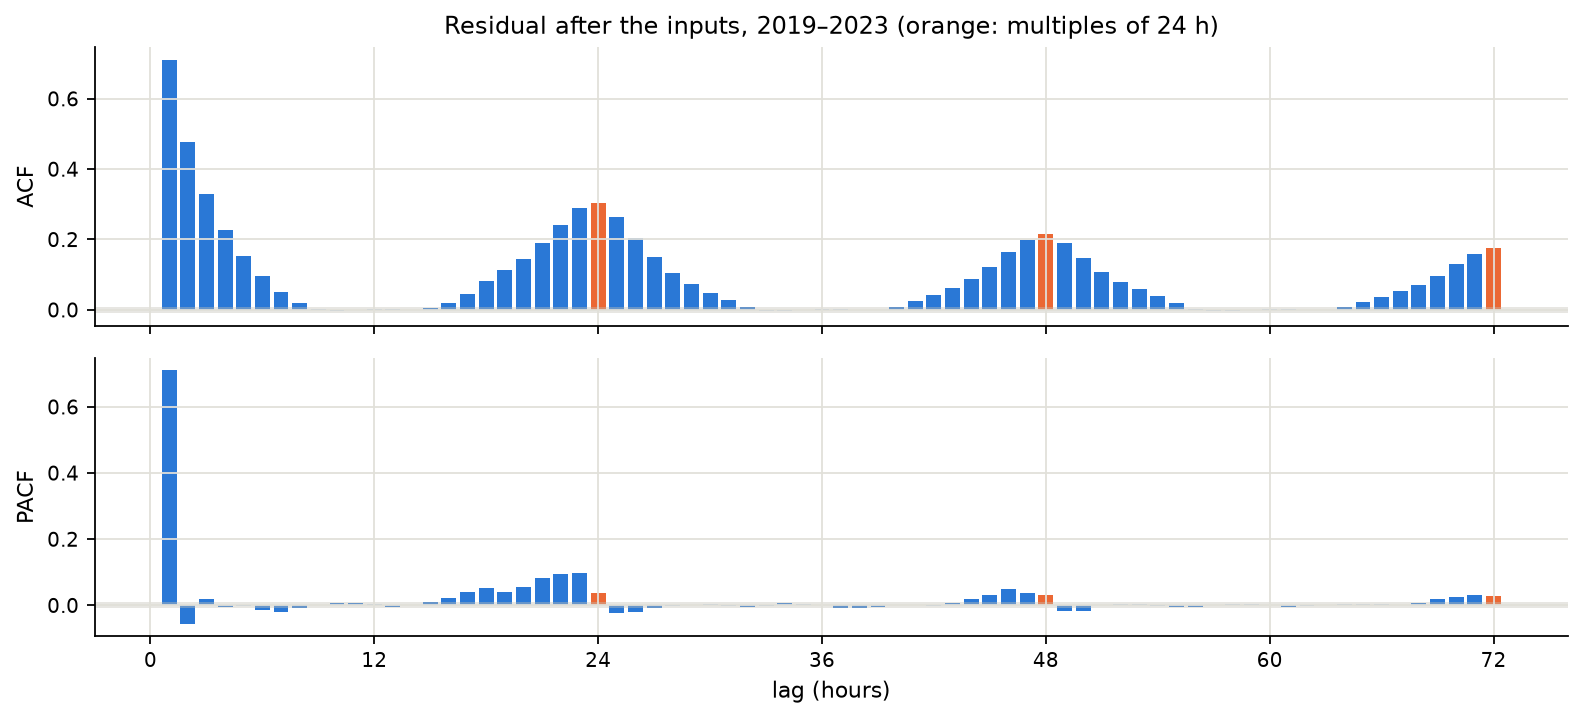 Residual after the inputs, 2019–2023 (orange: multiples of 24 h)
ACF
0.6
0.4
0.2
0.0
PACF
0.6
0.4
0.2
0.0
0 12 24 36 48 60 72
lag (hours)